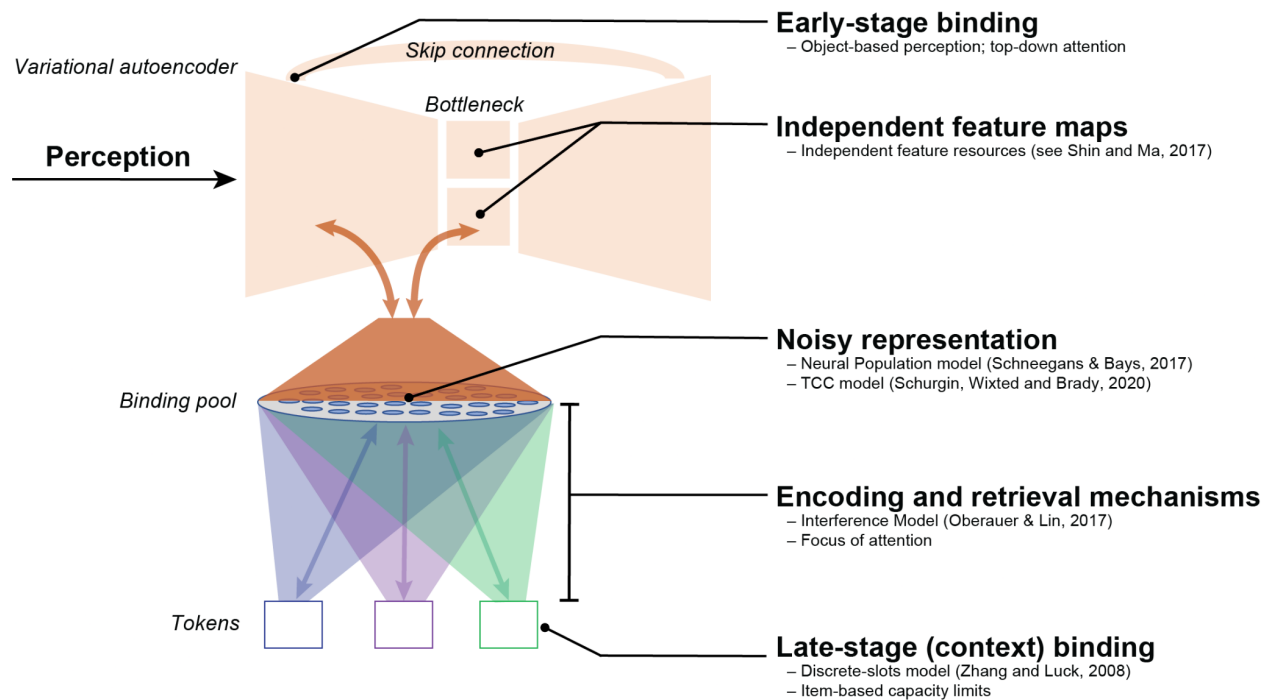 Variational autoencoder
Skip connection
Bottleneck
Perception
Binding pool
Tokens
Early-stage binding
– Object-based perception; top-down attention
Independent feature maps
– Independent feature resources (see Shin and Ma, 2017)
Noisy representation
– Neural Population model (Schneegans & Bays, 2017)
– TCC model (Schurgin, Wixted and Brady, 2020)
Encoding and retrieval mechanisms
– Interference Model (Oberauer & Lin, 2017)
– Focus of attention
Late-stage (context) binding
– Discrete-slots model (Zhang and Luck, 2008)
– Item-based capacity limits